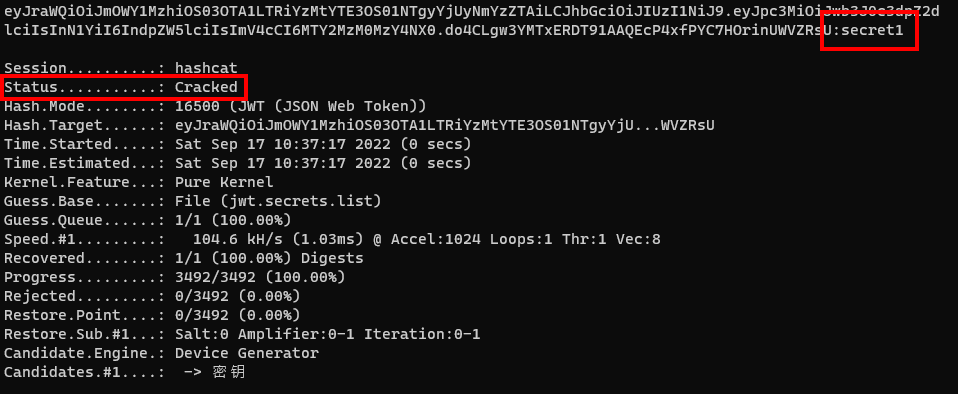 eyJraWQiOiJmOWY1MzhiOS03OTA1LTRiYzMtYTE3OS01NTgyYjUyNmYzZTAiLCJhbGciOiJIUzI1NiJ9.eyJpc3MiOiJwb3J0c3dpZ2d
lciIsInN1YiI6IndpZW5lciIsImV4cCI6MTY2MzM0MzY4NX0.do4CLgw3YMTxERDT91AAQEcP4xfPYC7HOrinUWVZRsU:secret1
Session..........: hashcat
Status...........: Cracked
Hash.Mode........: 16500 (JWT (JSON Web Token))
Hash.Target......: eyJraWQiOiJmOWY1MzhiOS03OTA1LTRiYzMtYTE3OS01NTgyYjU...WVZRsU
Time.Started.....: Sat Sep 17 10:37:17 2022 (0 secs)
Time.Estimated...: Sat Sep 17 10:37:17 2022 (0 secs)
Kernel.Feature...: Pure Kernel
Guess.Base.......: File (jwt.secrets.list)
Guess.Queue......: 1/1 (100.00%)
Speed.#1.........:   104.6 kH/s (1.03ms) @ Accel:1024 Loops:1 Thr:1 Vec:8
Recovered........: 1/1 (100.00%) Digests
Progress.........: 3492/3492 (100.00%)
Rejected.........: 0/3492 (0.00%)
Restore.Point....: 0/3492 (0.00%)
Restore.Sub.#1...: Salt:0 Amplifier:0-1 Iteration:0-1
Candidate.Engine.: Device Generator
Candidates.#1....:  -> 密钥